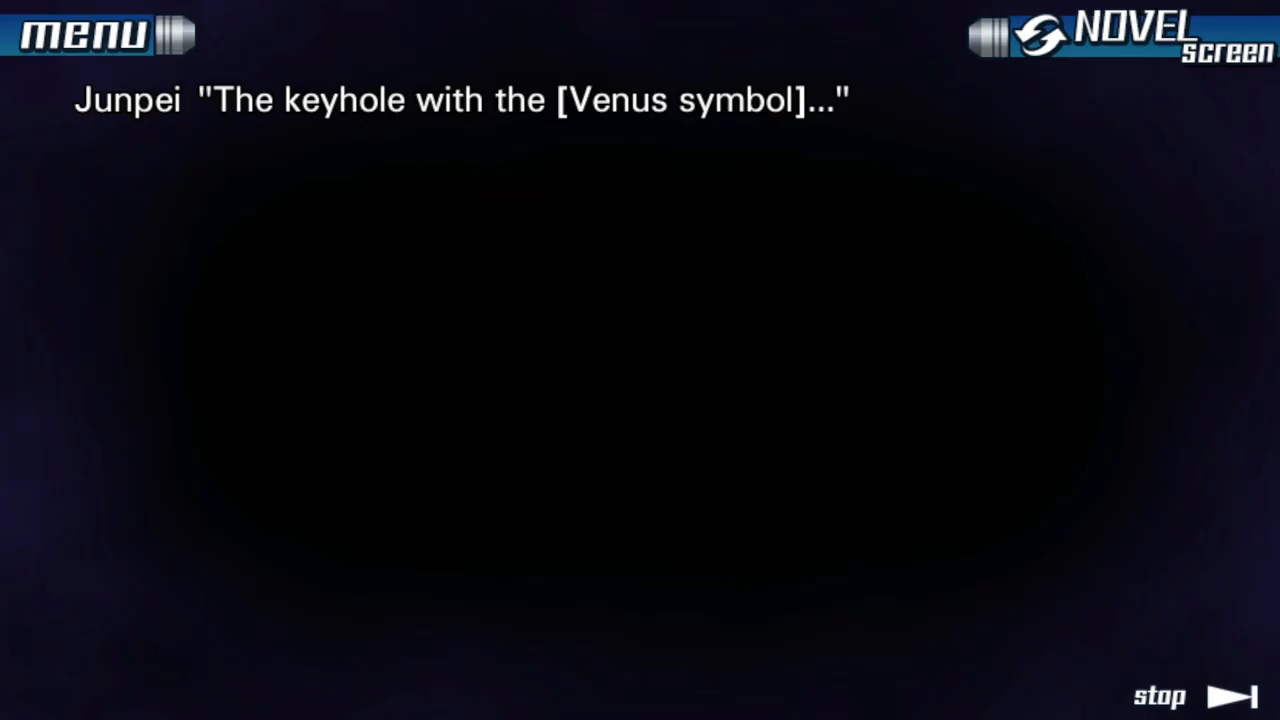 menu
NOVEL
screen
Junpei "The keyhole with the [Venus symbol]..."
stop